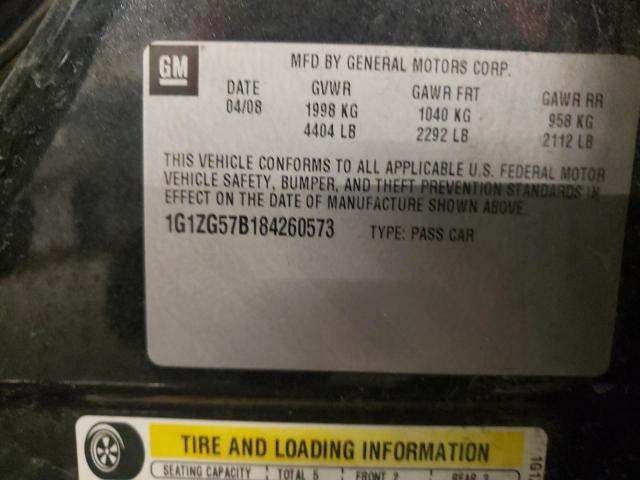 GM
MFD BY GENERAL MOTORS CORP.
DATE GVWR GAWR FRT GAWR RR
04/08 1998 KG 1040 KG 958 KG
4404 LB 2292 LB 2112 LB
THIS VEHICLE CONFORMS TO ALL APPLICABLE U.S. FEDERAL MOTOR
VEHICLE SAFETY, BUMPER, AND THEFT PREVENTION STANDARDS IN
EFFECT ON THE DATE OF MANUFACTURE SHOWN ABOVE.
1G1ZG57B184260573 TYPE: PASS CAR
TIRE AND LOADING INFORMATION
SEATING CAPACITY TOTAL 5 FRONT 2 REAR 3
1G1